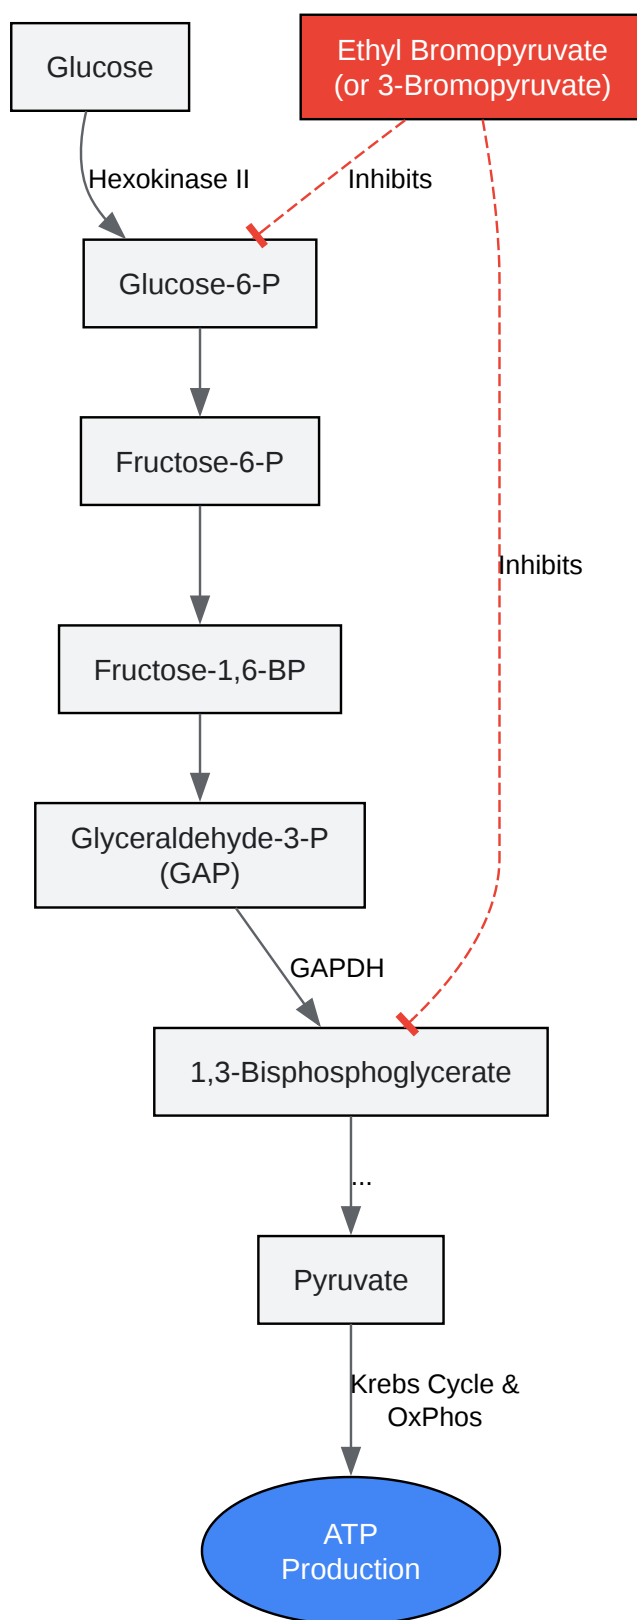 Glucose
Ethyl Bromopyruvate
(or 3-Bromopyruvate)
Hexokinase II
Inhibits
Glucose-6-P
Fructose-6-P
Inhibits
Fructose-1,6-BP
Glyceraldehyde-3-P
(GAP)
GAPDH
1,3-Bisphosphoglycerate
...
Pyruvate
Krebs Cycle &
OxPhos
ATP
Production